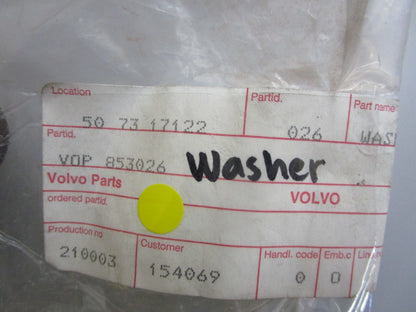 Location Partid. Part name
50 73 17122 026
Partid.
VOP 853026 Washer
Volvo Parts VOLVO
ordered partid.
Production no Customer Handl. code Emb.c
210003 154069 0 0